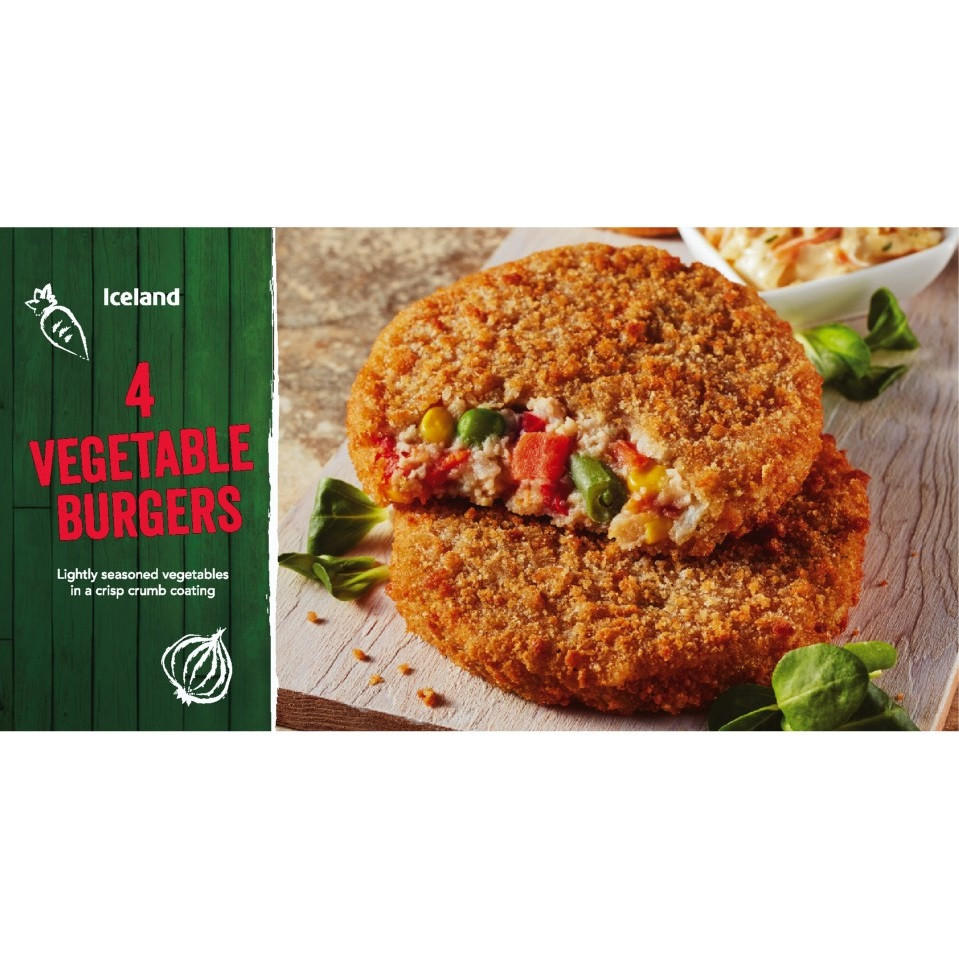 Iceland
4
VEGETABLE
BURGERS
Lightly seasoned vegetables
in a crisp crumb coating